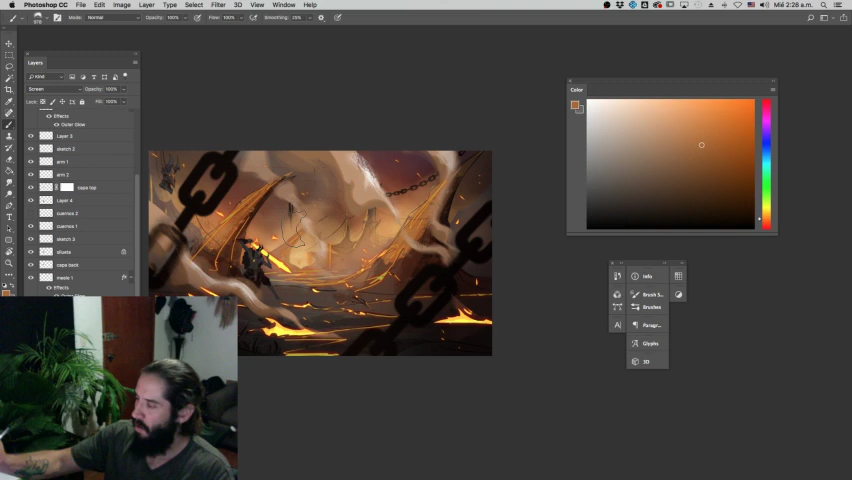 Photoshop CC File Edit Image Layer Type Select Filter 3D View Window Help Mié 2:28 a.m.
Mode: Normal Opacity: 100% Flow: 100% Smoothing: 25%
Layers
Kind
Screen Opacity: 100%
Lock: Fill: 100%
Effects
Outer Glow
Layer 3
sketch 2
arm 1
arm 2
capa top
Layer 4
cuernos 2
cuernos 1
sketch 3
silueta
capa back
fx
Effects
Color
Info
Brush S...
Brushes
Paragr...
Glyphs
3D